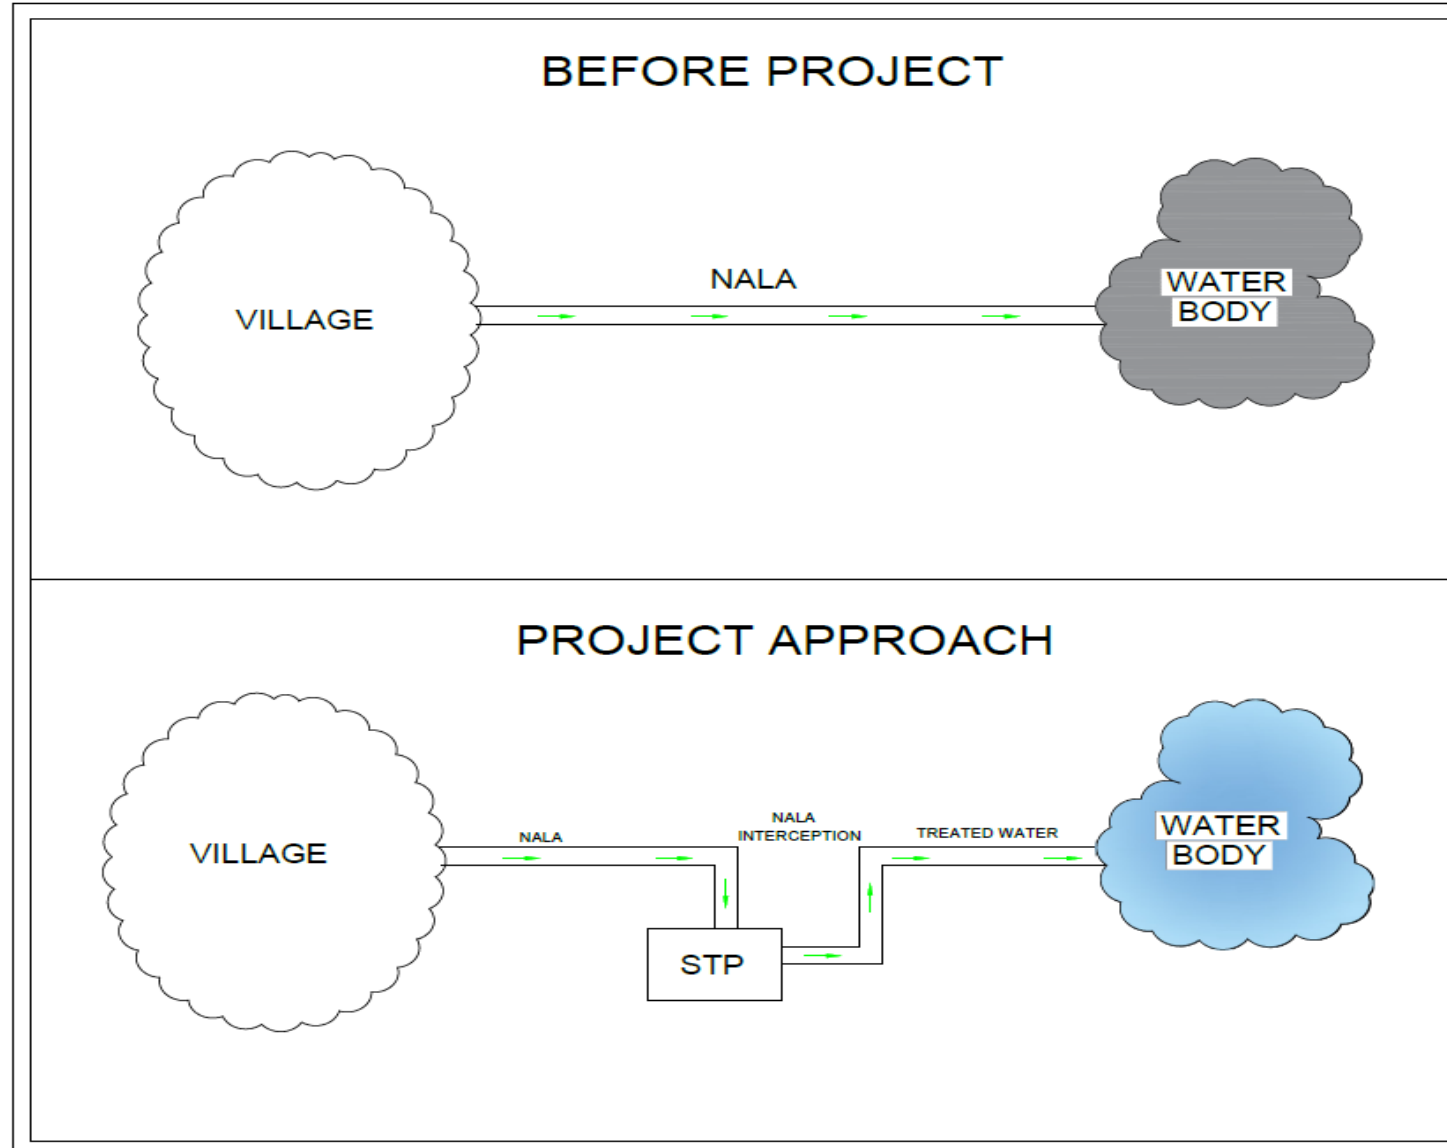 BEFORE PROJECT
NALA
VILLAGE
WATER
BODY
PROJECT APPROACH
NALA
INTERCEPTION
NALA
TREATED WATER
VILLAGE
WATER
BODY
STP